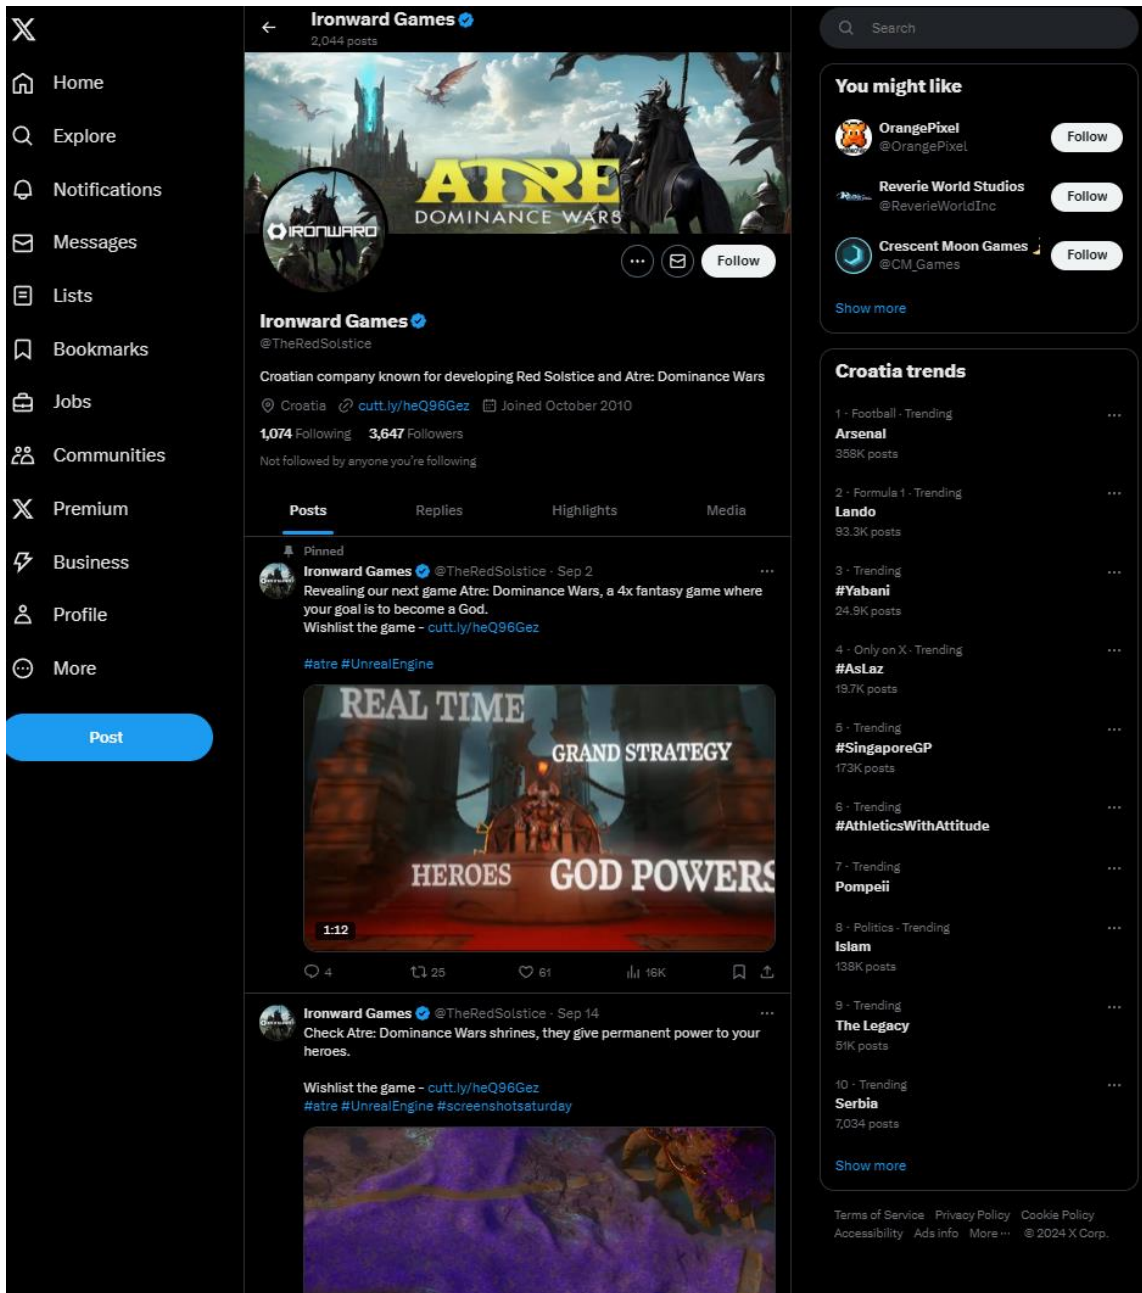 Home
Explore
Notifications
Messages
Lists
Bookmarks
Jobs
Communities
Premium
Business
Profile
More
Post
Ironward Games
2,044 posts
ATRE
DOMINANCE WARS
IRONWARD
Follow
Ironward Games
@TheRedSolstice
Croatian company known for developing Red Solstice and Atre: Dominance Wars
Croatia cutt.ly/heQ96Gez Joined October 2010
1,074 Following 3,647 Followers
Not followed by anyone you're following
Posts Replies Highlights Media
Pinned
Ironward Games @TheRedSolstice · Sep 2
Revealing our next game Atre: Dominance Wars, a 4x fantasy game where
your goal is to become a God.
Wishlist the game – cutt.ly/heQ96Gez
#atre #UnrealEngine
REAL TIME
GRAND STRATEGY
HEROES GOD POWERS
1:12
4 25 61 16K
Ironward Games @TheRedSolstice · Sep 14
Check Atre: Dominance Wars shrines, they give permanent power to your
heroes.
Wishlist the game – cutt.ly/heQ96Gez
#atre #UnrealEngine #screenshotsaturday
Search
You might like
OrangePixel
@OrangePixel
Follow
Reverie World Studios
@ReverieWorldInc
Follow
Crescent Moon Games
@CM_Games
Follow
Show more
Croatia trends
1 · Football · Trending
Arsenal
358K posts
2 · Formula 1 · Trending
Lando
93.3K posts
3 · Trending
#Yabani
24.9K posts
4 · Only on X · Trending
#AsLaz
19.7K posts
5 · Trending
#SingaporeGP
173K posts
6 · Trending
#AthleticsWithAttitude
7 · Trending
Pompeii
8 · Politics · Trending
Islam
138K posts
9 · Trending
The Legacy
51K posts
10 · Trending
Serbia
7,034 posts
Show more
Terms of Service Privacy Policy Cookie Policy
Accessibility Ads info More ··· © 2024 X Corp.